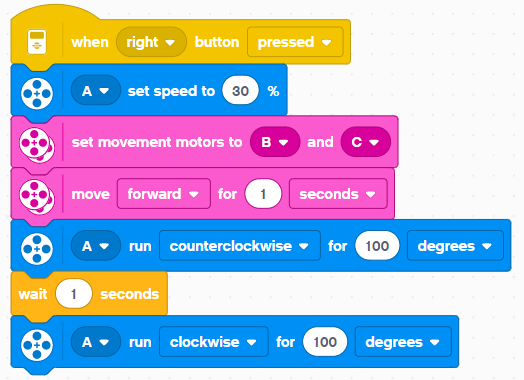 when right button pressed
A set speed to 30 %
set movement motors to B and C
move forward for 1 seconds
A run counterclockwise for 100 degrees
wait 1 seconds
A run clockwise for 100 degrees